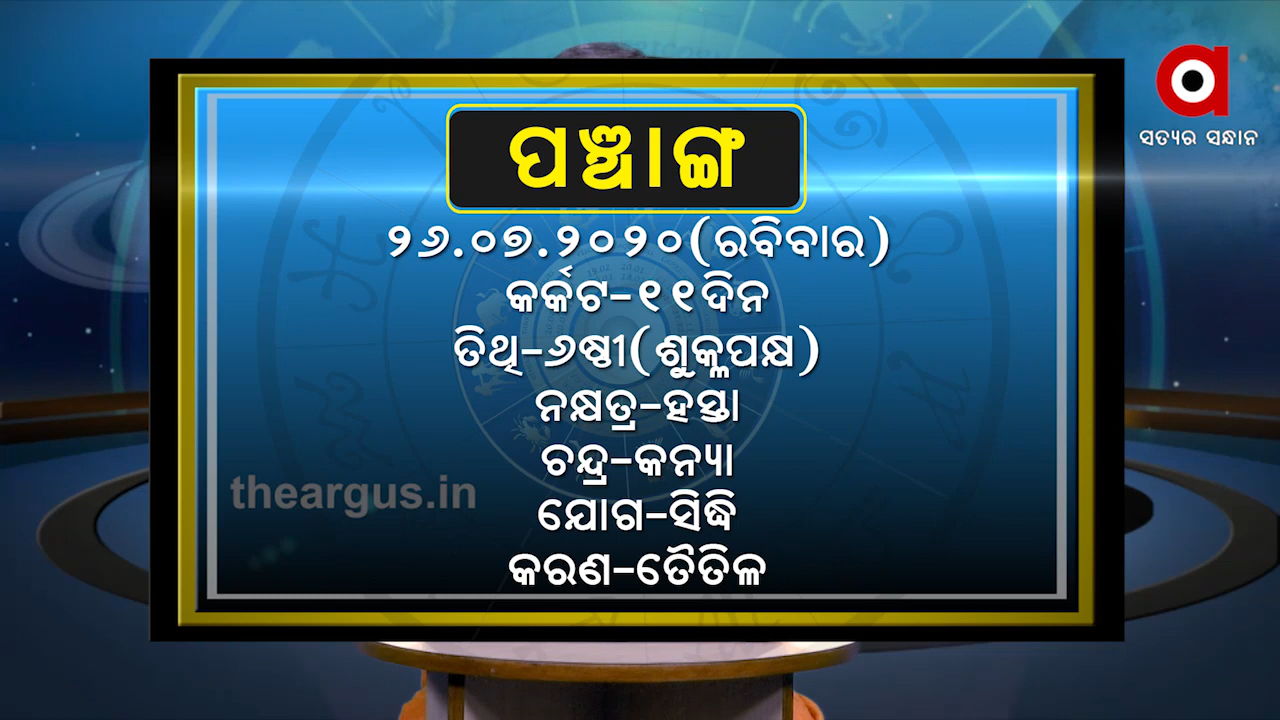 ପଞ୍ଚାଙ୍ଗ
ସତ୍ୟର ସନ୍ଧାନ
୨୬.୦୭.୨୦୨୦(ରବିବାର)
କର୍କଟ-୧୧ଦିନ
ତିଥି-୬ଷ୍ଠୀ(ଶୁକ୍ଳପକ୍ଷ)
ନକ୍ଷତ୍ର-ହସ୍ତା
ଚନ୍ଦ୍ର-କନ୍ୟା
theargus.in
ଯୋଗ-ସିଦ୍ଧି
କରଣ-ତୈତିଳ